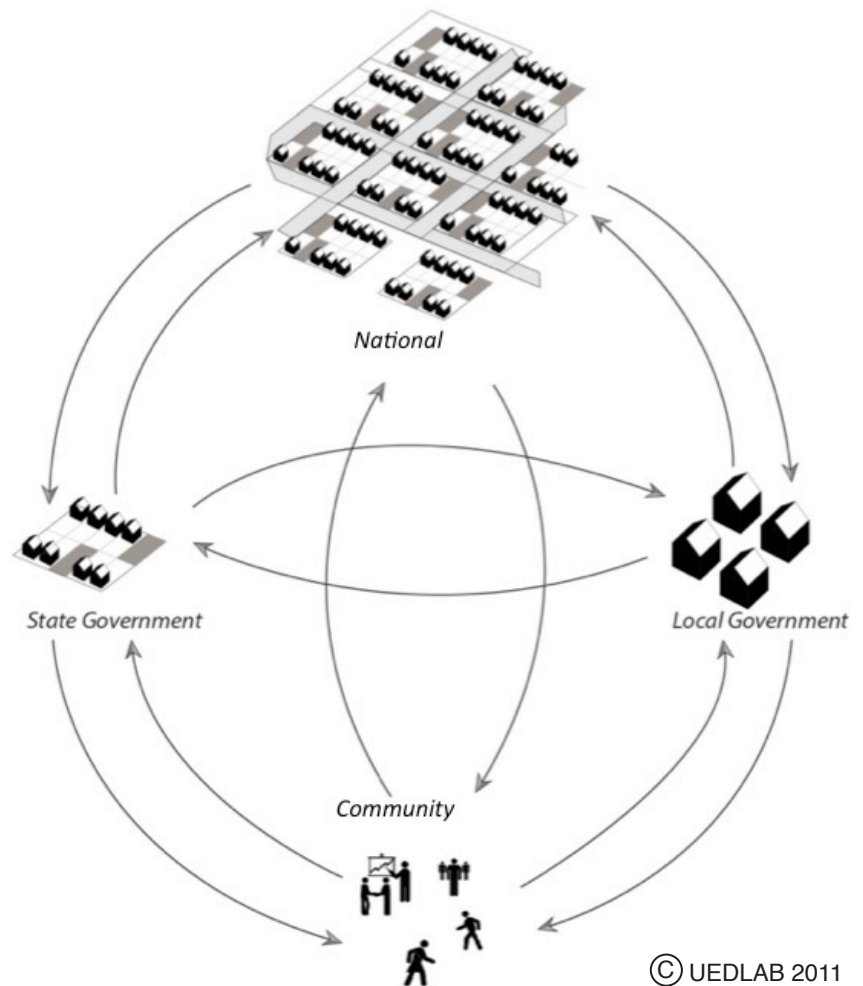 National
State Government
Local Government
Community
© UEDLAB 2011